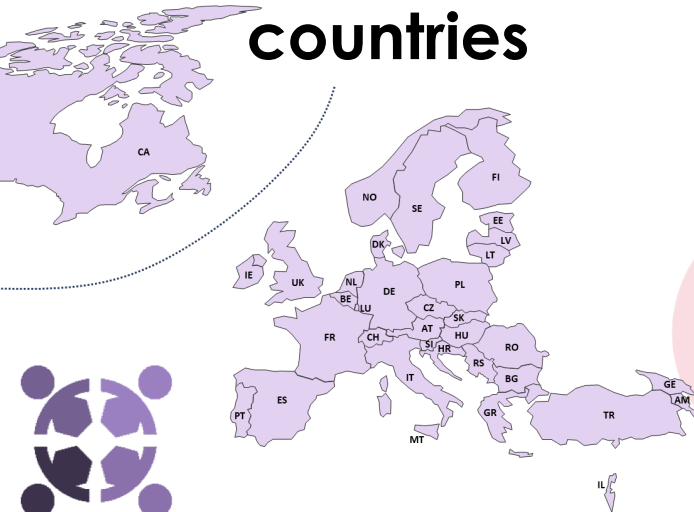 countries
CA
NO
SE
FI
EE
LV
LT
DK
IE
UK
NL
BE
LU
DE
PL
CZ
SK
AT
HU
FR
CH
SI
HR
RO
RS
BG
IT
ES
PT
GR
MT
TR
GE
AM
IL